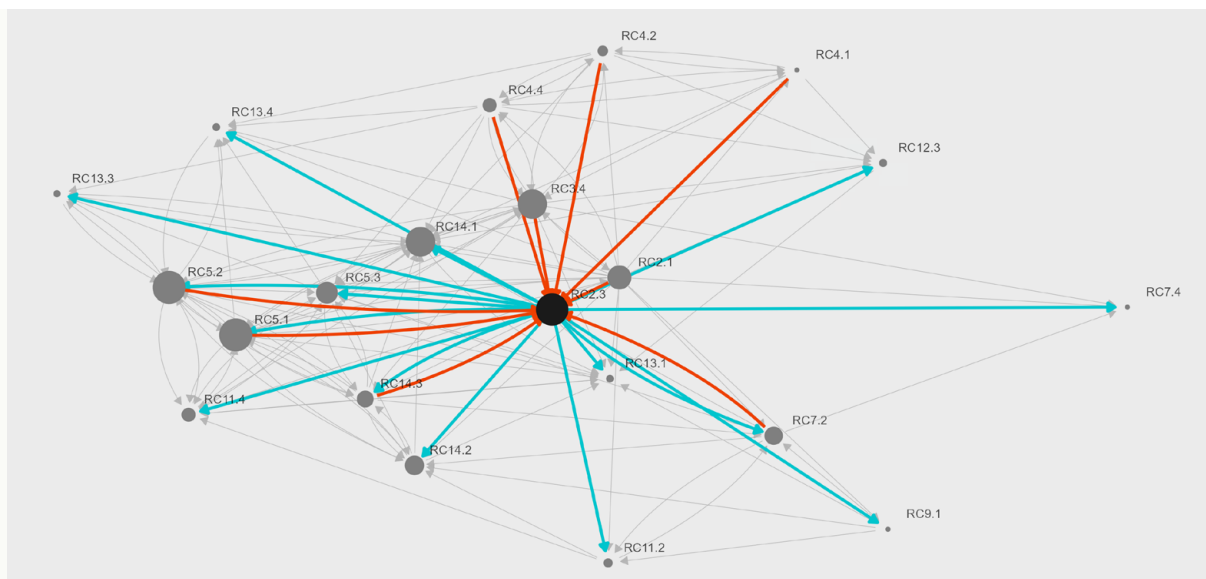 RC4.2
RC4.1
RC4.4
RC13.4
RC12.3
RC13.3
RC3.4
RC14.1
RC2.1
RC5.2
RC5.3
RC2.3
RC7.4
RC5.1
RC13.1
RC14.3
RC11.4
RC7.2
RC14.2
RC9.1
RC11.2